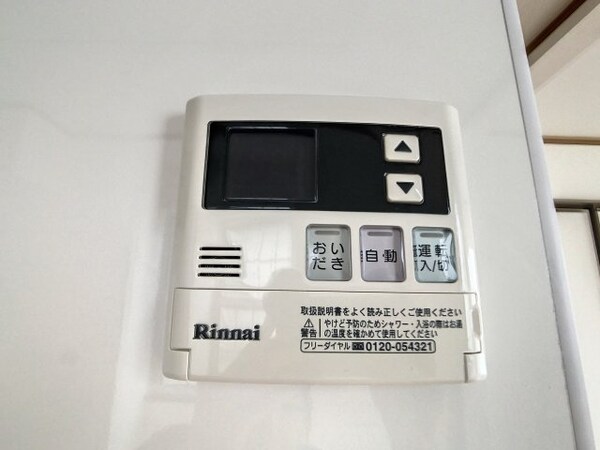 ▲
▼
おい
だき
自動
運転
入/切
取扱説明書をよく読み正しくご使用ください
⚠警告 やけど予防のためシャワー・入浴の際はお湯
の温度を確かめて使用してください
Rinnai
フリーダイヤル 0120-054321